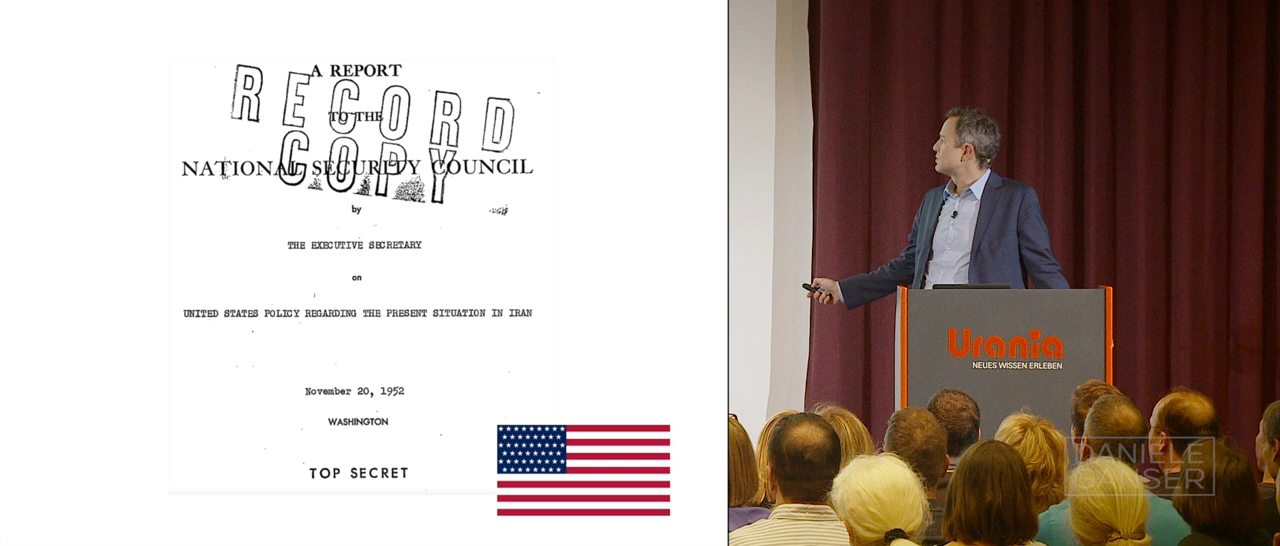 A REPORT
TO THE
NATIONAL SECURITY COUNCIL
RECORD
COPY
by
THE EXECUTIVE SECRETARY
on
UNITED STATES POLICY REGARDING THE PRESENT SITUATION IN IRAN
November 20, 1952
WASHINGTON
TOP SECRET
Urania
NEUES WISSEN ERLEBEN
DANIELE
GANSER